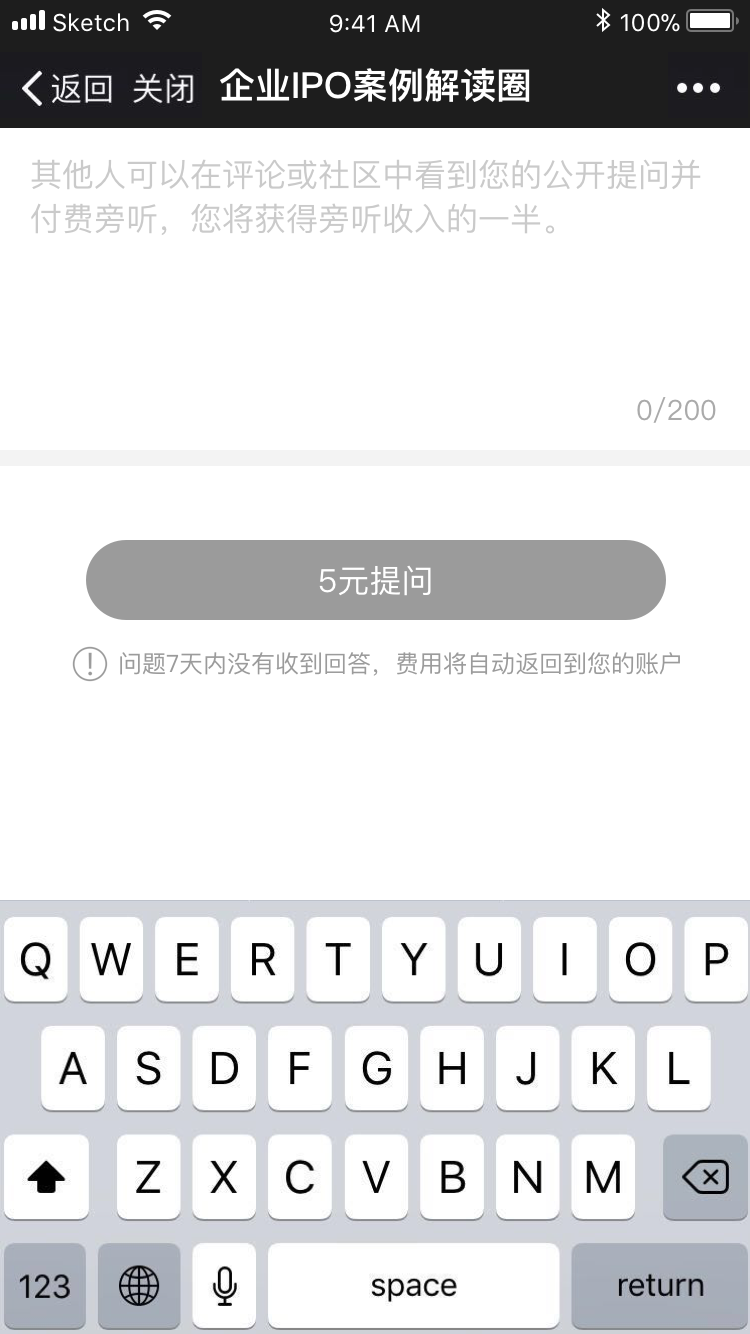 Sketch 9:41 AM 100%
返回 关闭 企业IPO案例解读圈
其他人可以在评论或社区中看到您的公开提问并
付费旁听，您将获得旁听收入的一半。
0/200
5元提问
问题7天内没有收到回答，费用将自动返回到您的账户
Q W E R T Y U I O P
A S D F G H J K L
Z X C V B N M
123 space return